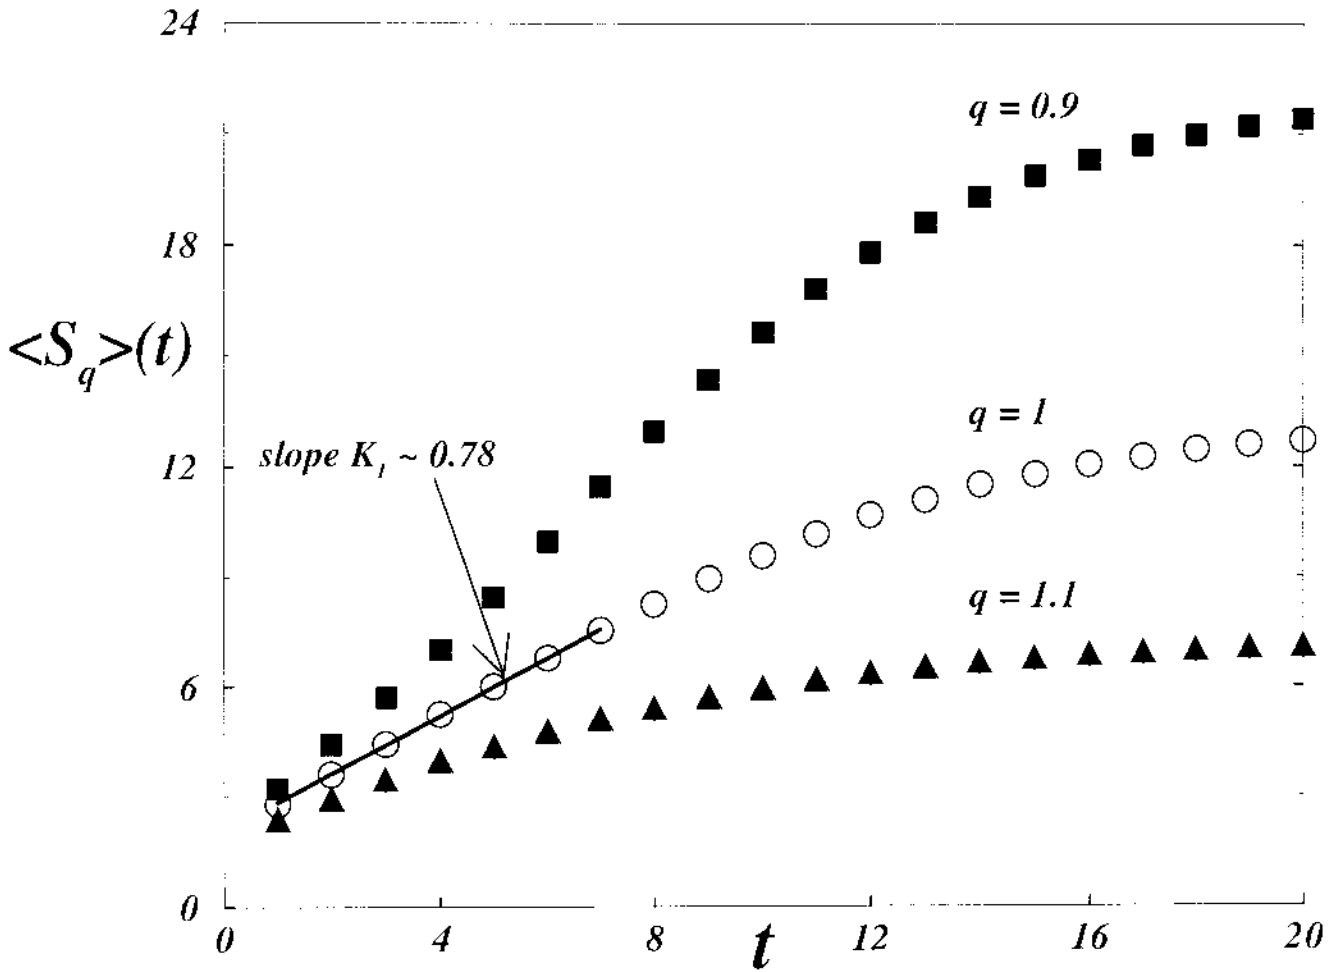 24
q = 0.9
18
<S_q>(t)
q = 1
slope K_1 ~ 0.78
12
q = 1.1
6
0
0 4 8 12 16 20
t